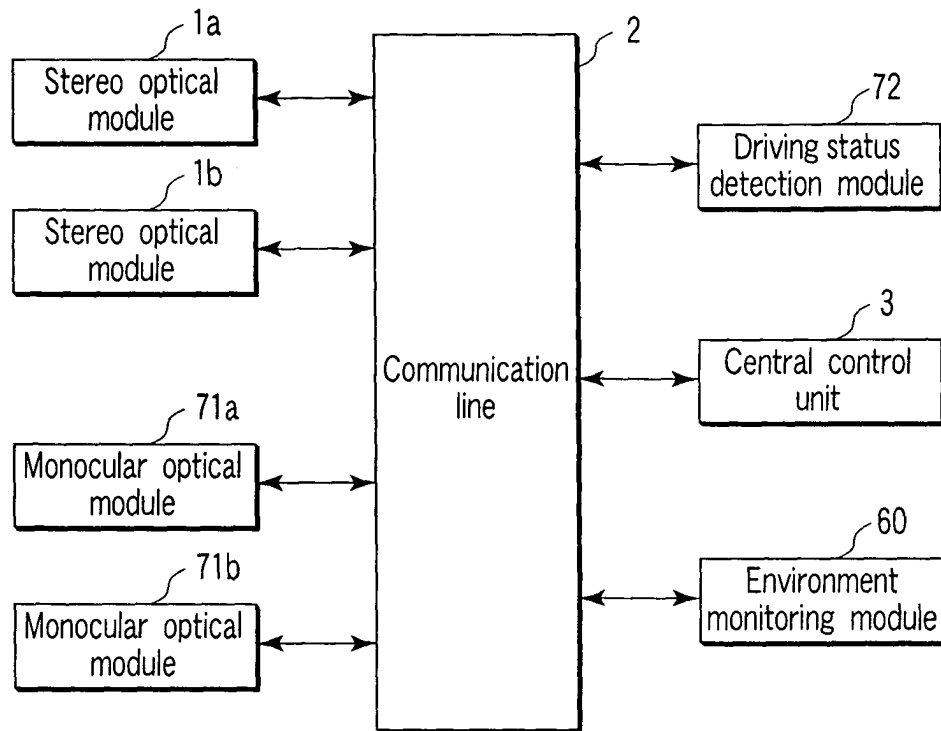 1a
Stereo optical
module
1b
Stereo optical
module
71a
Monocular optical
module
71b
Monocular optical
module
2
Communication
line
72
Driving status
detection module
3
Central control
unit
60
Environment
monitoring module